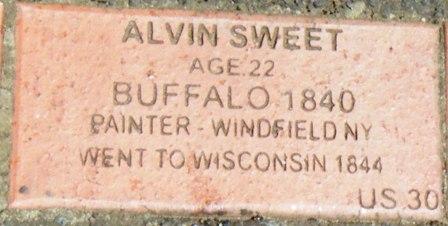 ALVIN SWEET
AGE 22
BUFFALO 1840
PAINTER - WINDFIELD NY
WENT TO WISCONSIN 1844
US 30